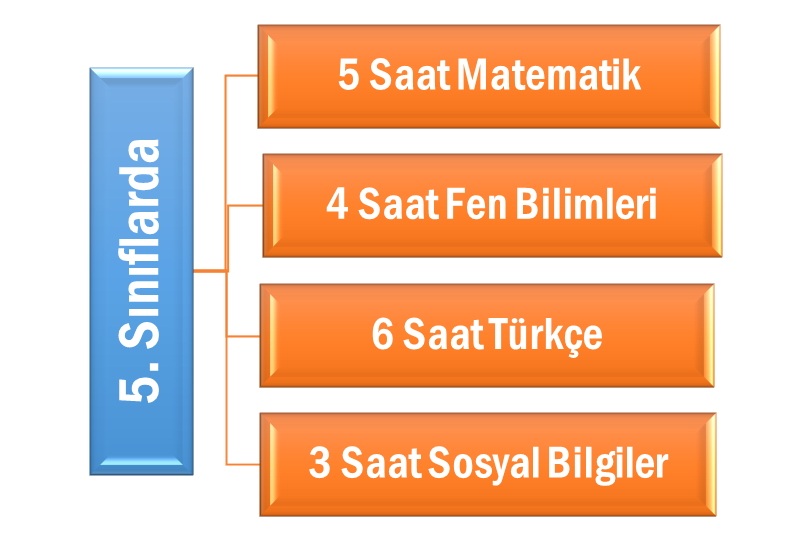 5. Sınıflarda
5 Saat Matematik
4 Saat Fen Bilimleri
6 Saat Türkçe
3 Saat Sosyal Bilgiler